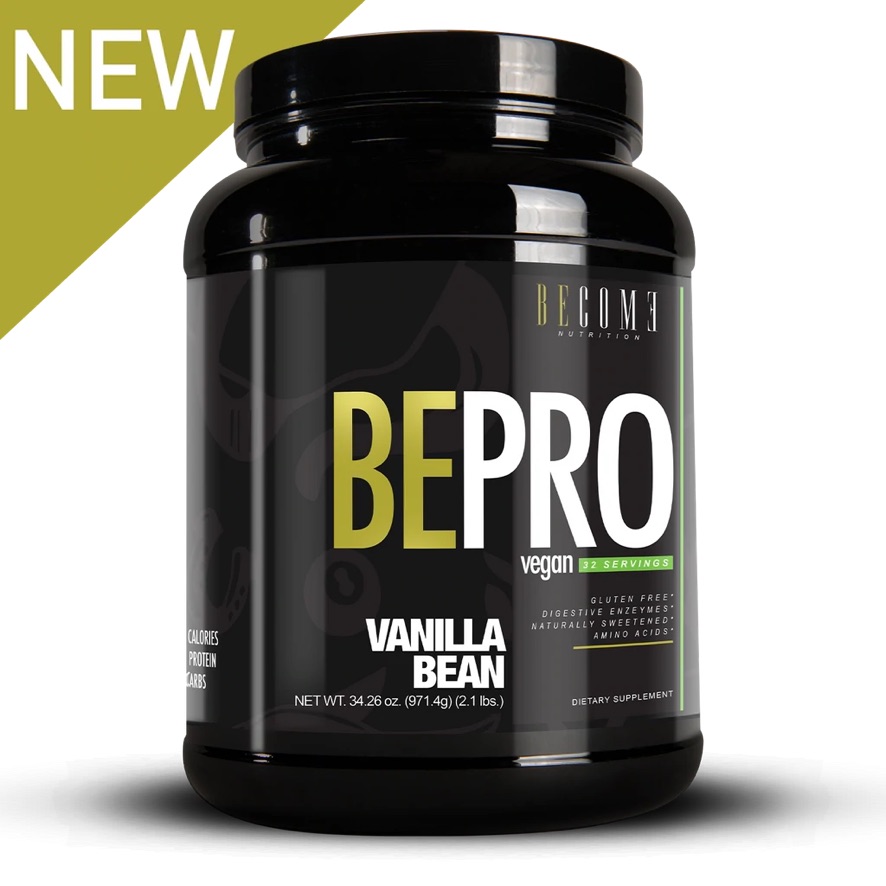 NEW
BECOME
NUTRITION
BEPRO
vegan 32 SERVINGS
GLUTEN FREE*
DIGESTIVE ENZEYMES*
NATURALLY SWEETENED*
AMINO ACIDS*
VANILLA
BEAN
NET WT. 34.26 oz. (971.4g) (2.1 lbs.)
DIETARY SUPPLEMENT
CALORIES
PROTEIN
CARBS